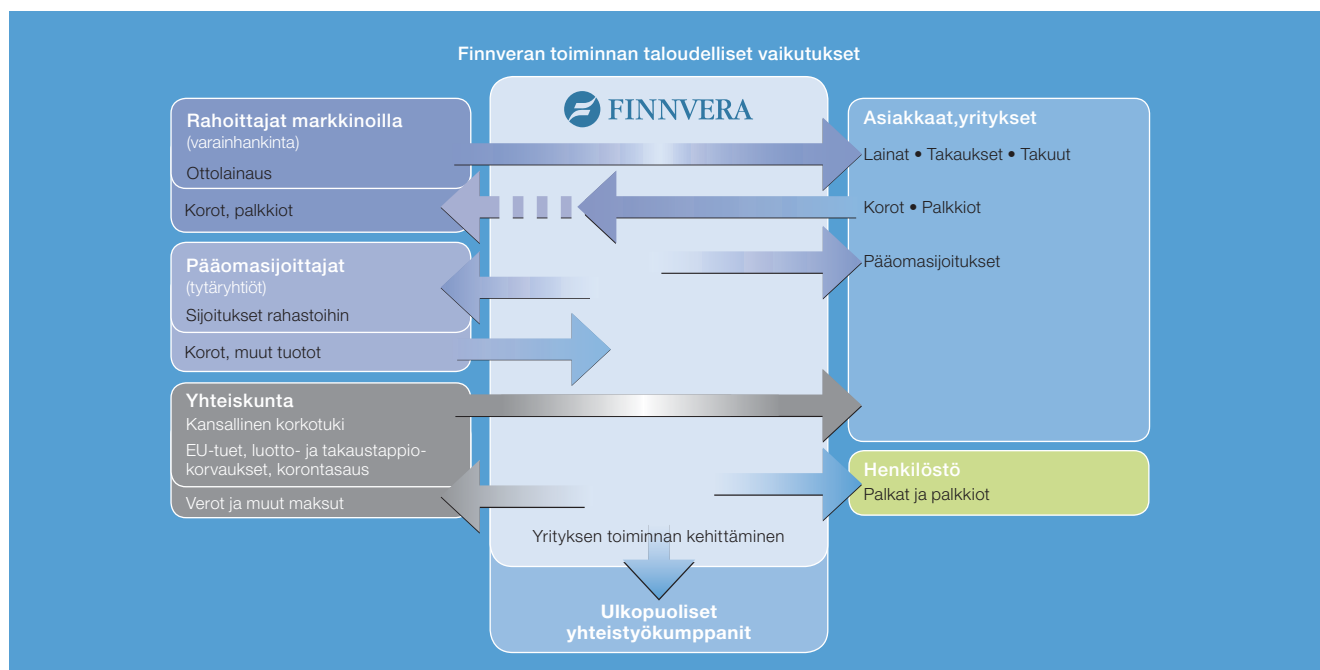 Finnveran toiminnan taloudelliset vaikutukset
FINNVERA
Rahoittajat markkinoilla
(varainhankinta)
Ottolainaus
Korot, palkkiot
Pääomasijoittajat
(tytäryhtiöt)
Sijoitukset rahastoihin
Korot, muut tuotot
Yhteiskunta
Kansallinen korkotuki
EU-tuet, luotto- ja takaustappio-
korvaukset, korontasaus
Verot ja muut maksut
Asiakkaat,yritykset
Lainat • Takaukset • Takuut
Korot • Palkkiot
Pääomasijoitukset
Henkilöstö
Palkat ja palkkiot
Yrityksen toiminnan kehittäminen
Ulkopuoliset
yhteistyökumppanit